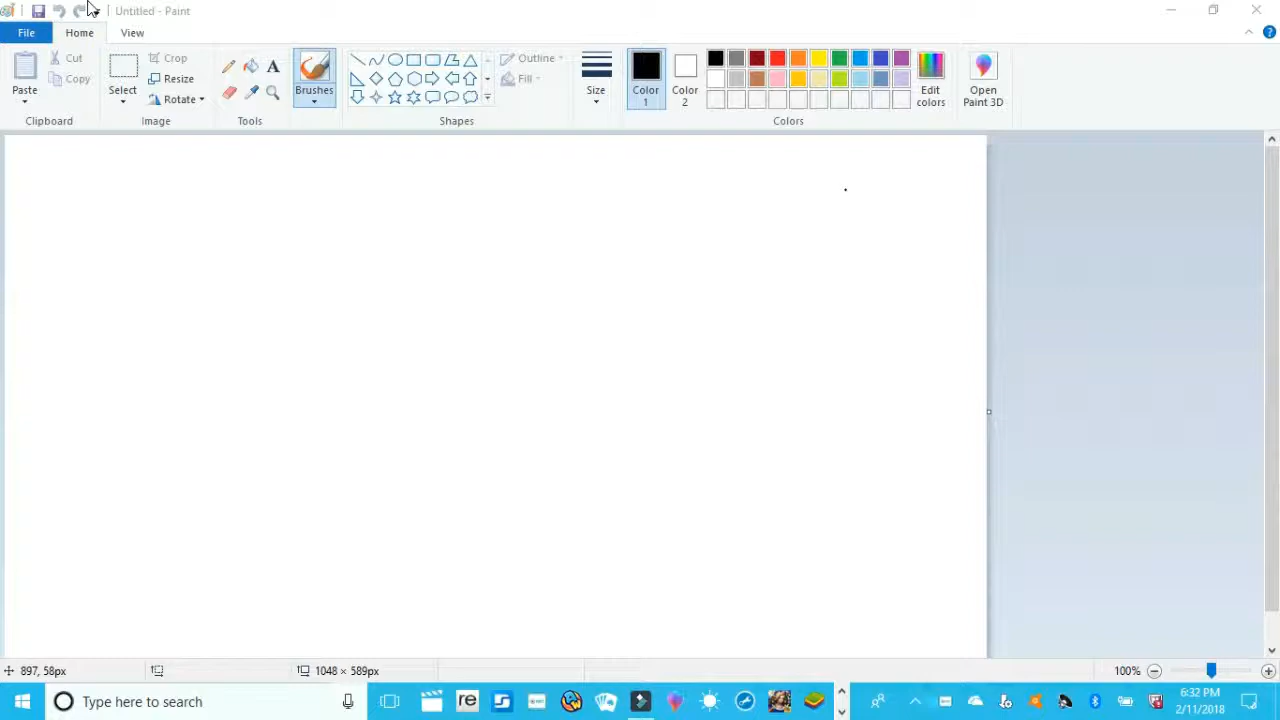 Untitled - Paint
File Home View
Paste Cut Copy
Clipboard
Select Crop Resize Rotate
Image
A
Tools
Brushes
Shapes
Outline Fill
Size
Color 1
Color 2
Edit colors
Colors
Open Paint 3D
897, 58px
1048 × 589px
100%
Type here to search
re
6:32 PM
2/11/2018